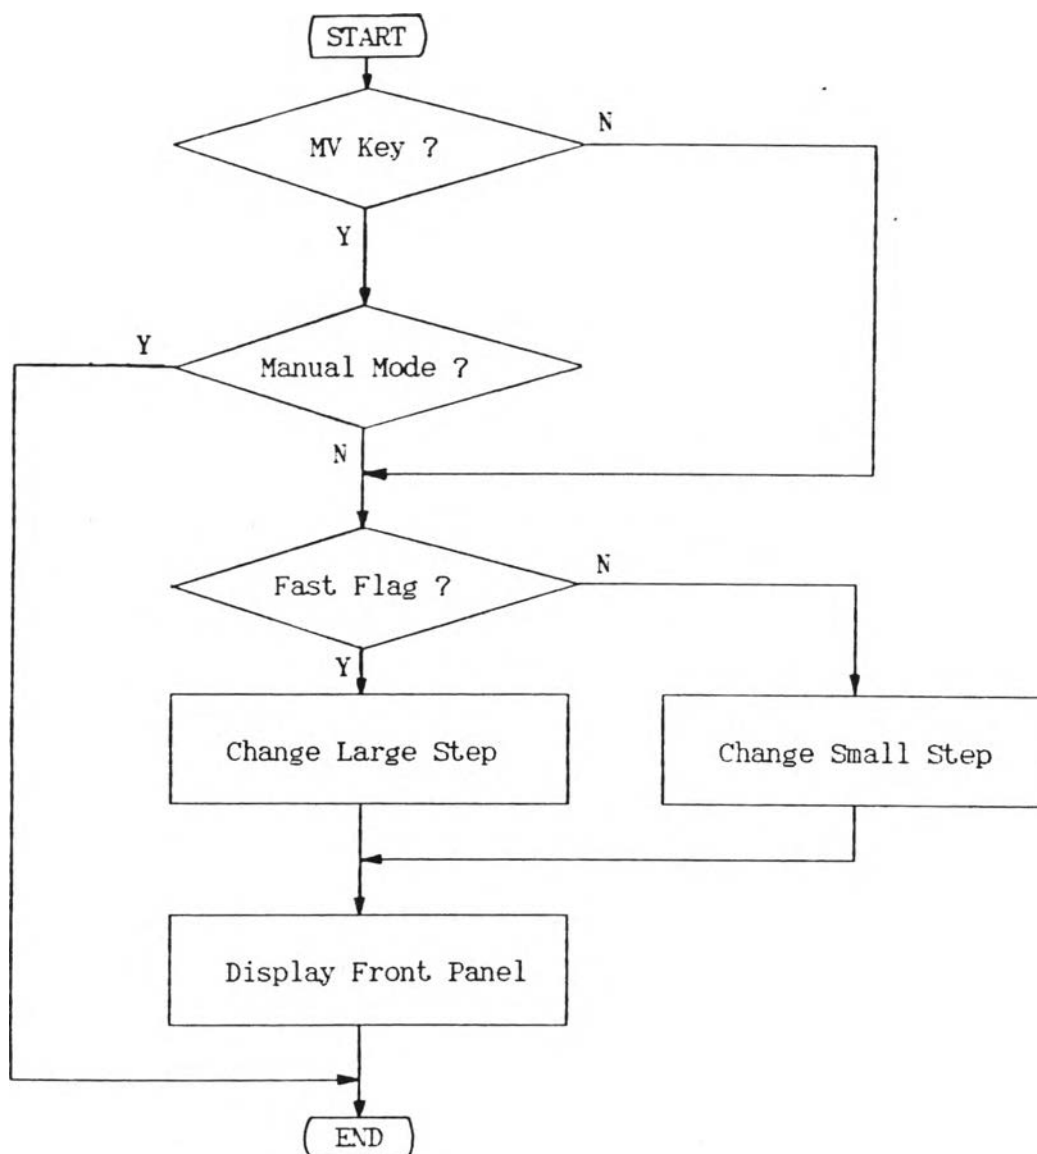 START
N
MV Key ?
Y
Y
Manual Mode ?
N
N
Fast Flag ?
Y
Change Large Step
Change Small Step
Display Front Panel
END